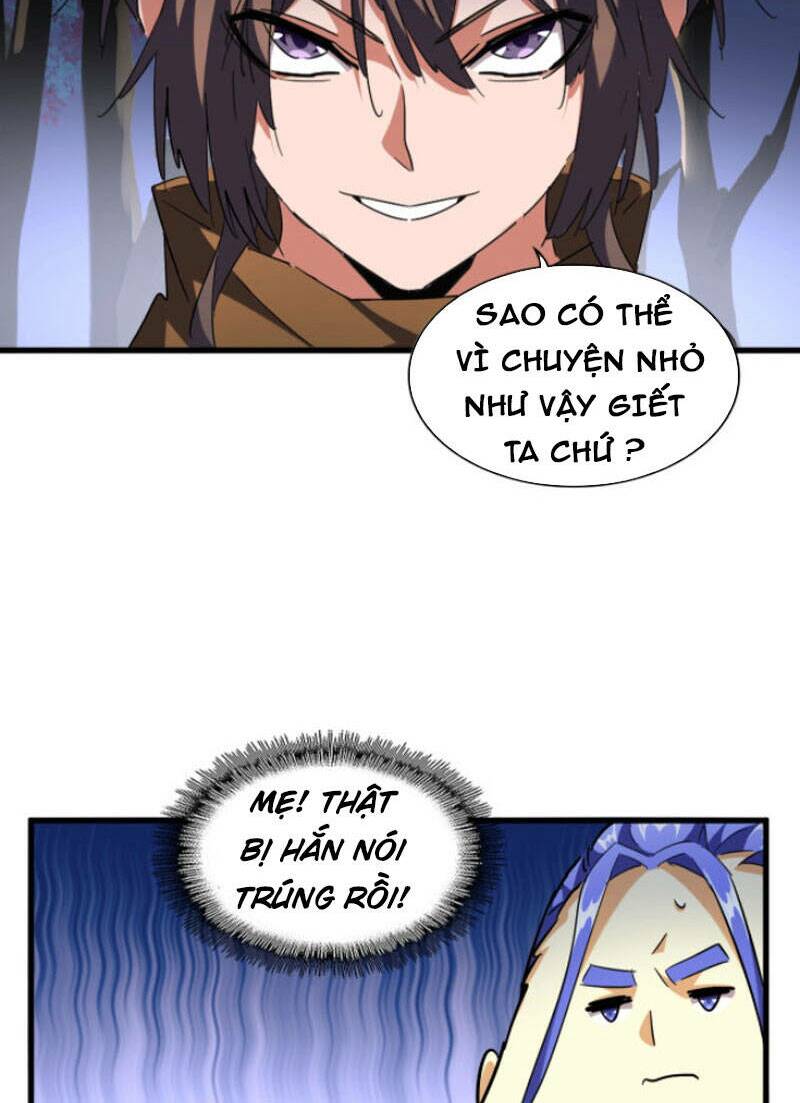 SAO CÓ THỂ
VÌ CHUYỆN NHỎ
NHƯ VẬY GIẾT
TA CHỨ ?
MẸ! THẬT
BỊ HẮN NÓI
TRÚNG RỒI!